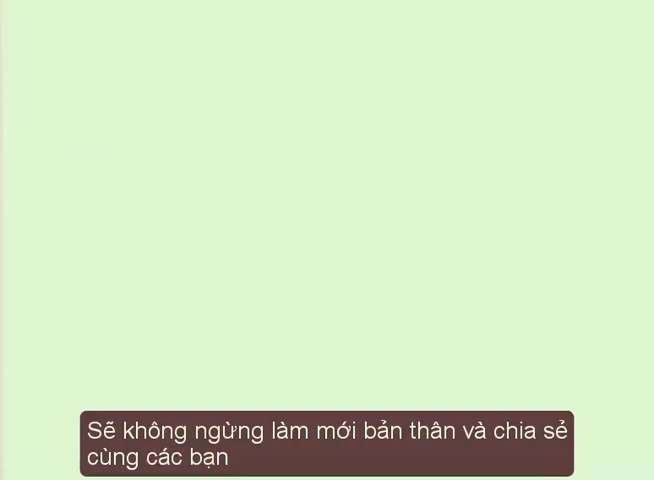 Sẽ không ngừng làm mới bản thân và chia sẻ
cùng các bạn